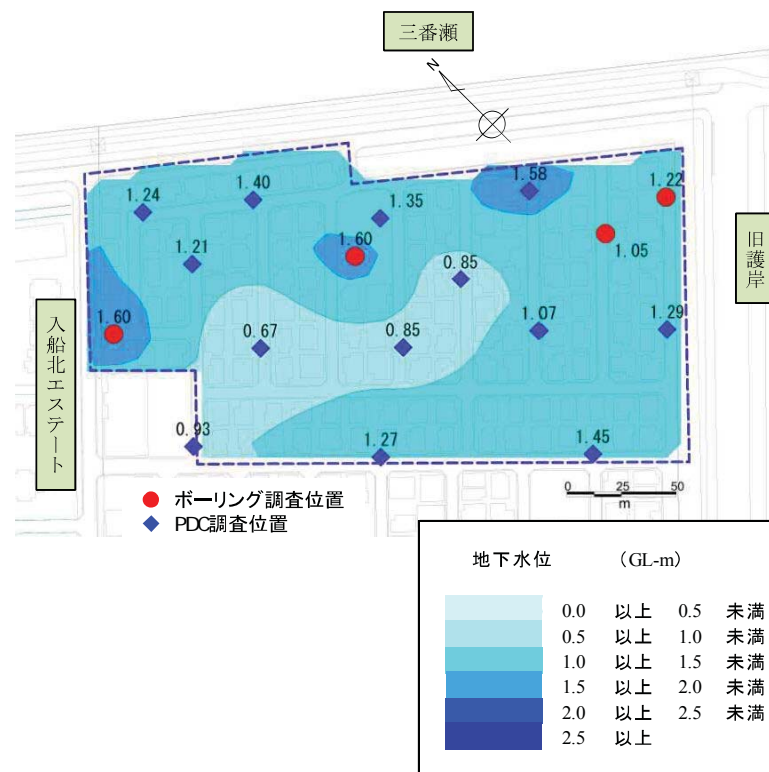 三番瀬
N
1.58
1.40
1.24
1.22
1.35
1.05
1.60
1.21
旧護岸
0.85
入船北エステート
1.60
0.67
0.85
1.07
1.29
0.93
1.27
1.45
0 25 50
m
ボーリング調査位置
PDC調査位置
地下水位 (GL-m)
0.0 以上 0.5 未満
0.5 以上 1.0 未満
1.0 以上 1.5 未満
1.5 以上 2.0 未満
2.0 以上 2.5 未満
2.5 以上